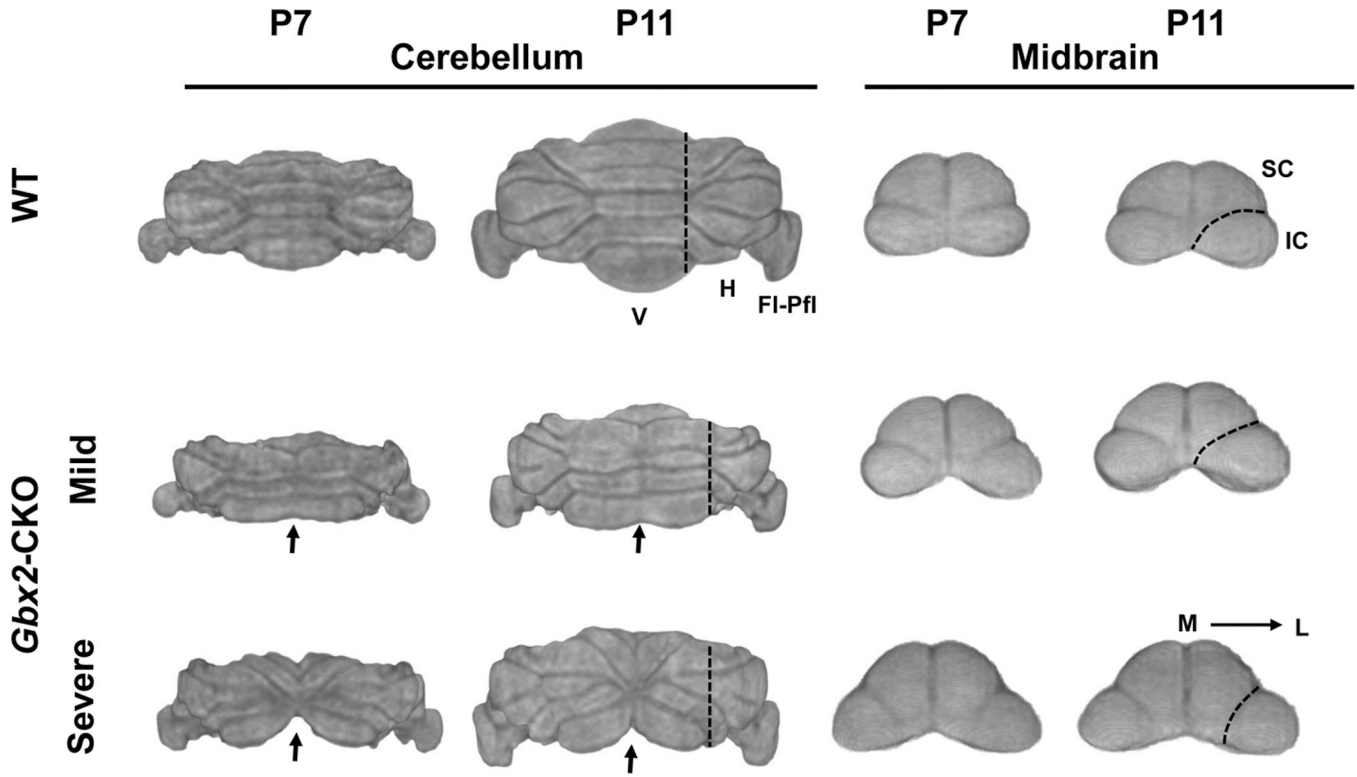 P7 P11 P7 P11
Cerebellum Midbrain
WT
SC
IC
H
Fl-Pfl
V
Gbx2-CKO
Mild
Severe
M L